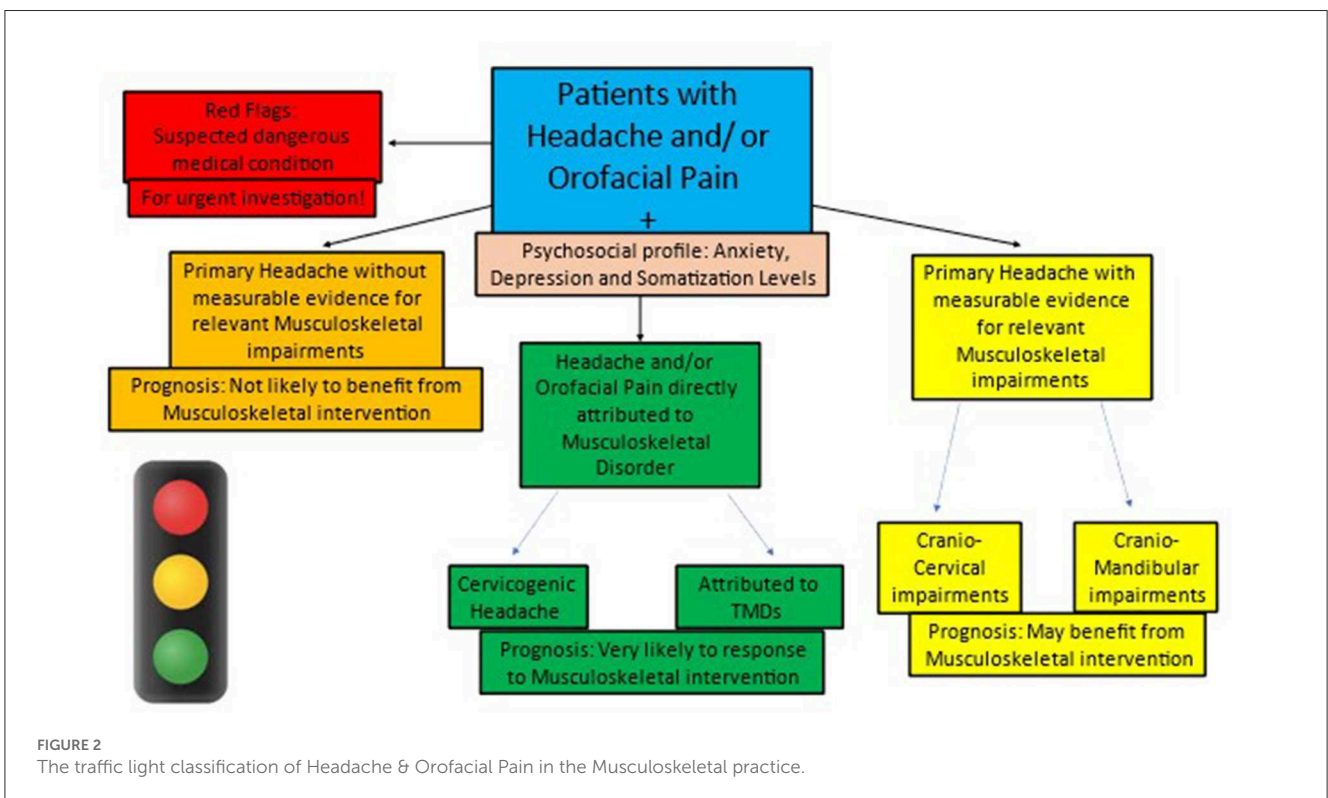 Patients with
Headache and/ or
Orofacial Pain
+
Psychosocial profile: Anxiety,
Depression and Somatization Levels
Red Flags:
Suspected dangerous
medical condition
For urgent investigation!
Primary Headache without
measurable evidence for
relevant Musculoskeletal
impairments
Prognosis: Not likely to benefit from
Musculoskeletal intervention
Headache and/or
Orofacial Pain directly
attributed to
Musculoskeletal
Disorder
Cervicogenic
Headache
Attributed to
TMDs
Prognosis: Very likely to response
to Musculoskeletal intervention
Primary Headache with
measurable evidence
for relevant
Musculoskeletal
impairments
Cranio-
Cervical
impairments
Cranio-
Mandibular
impairments
Prognosis: May benefit from
Musculoskeletal intervention
FIGURE 2
The traffic light classification of Headache & Orofacial Pain in the Musculoskeletal practice.